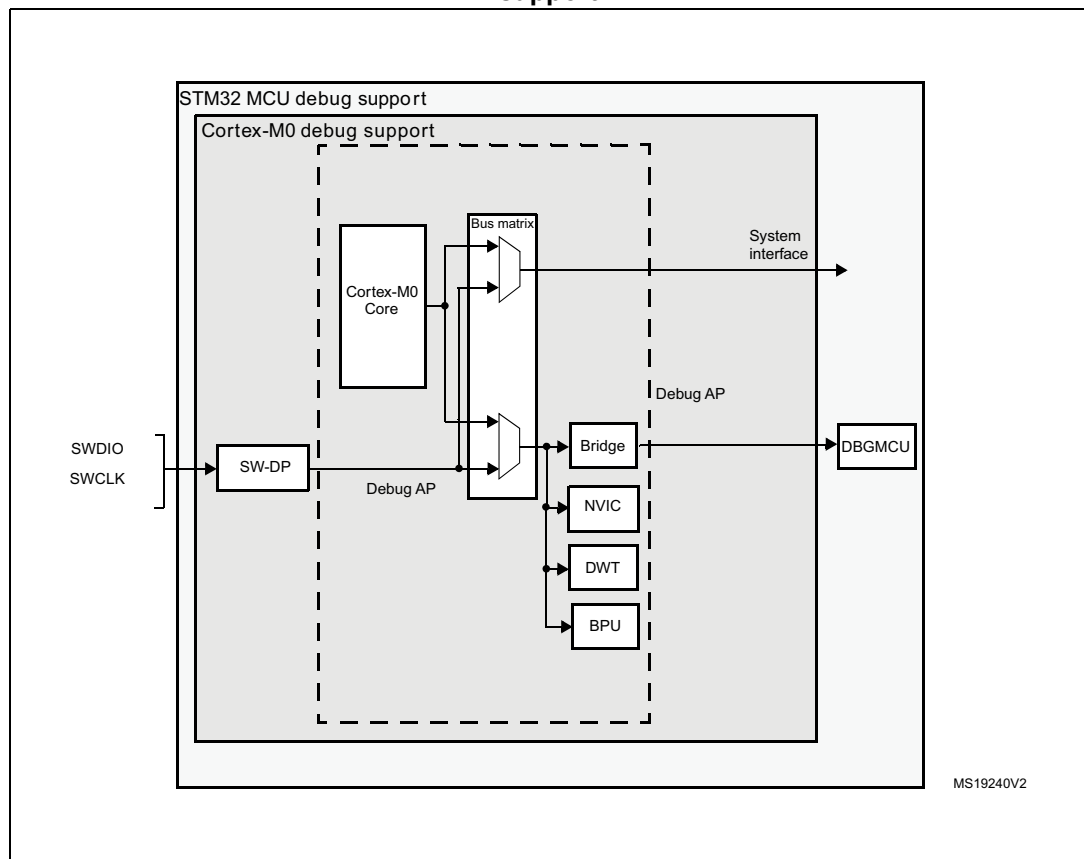 STM32 MCU debug support
Cortex-M0 debug support
Bus matrix
System
interface
Cortex-M0
Core
Debug AP
SWDIO
SWCLK
SW-DP
Debug AP
Bridge
DBGMCU
NVIC
DWT
BPU
MS19240V2